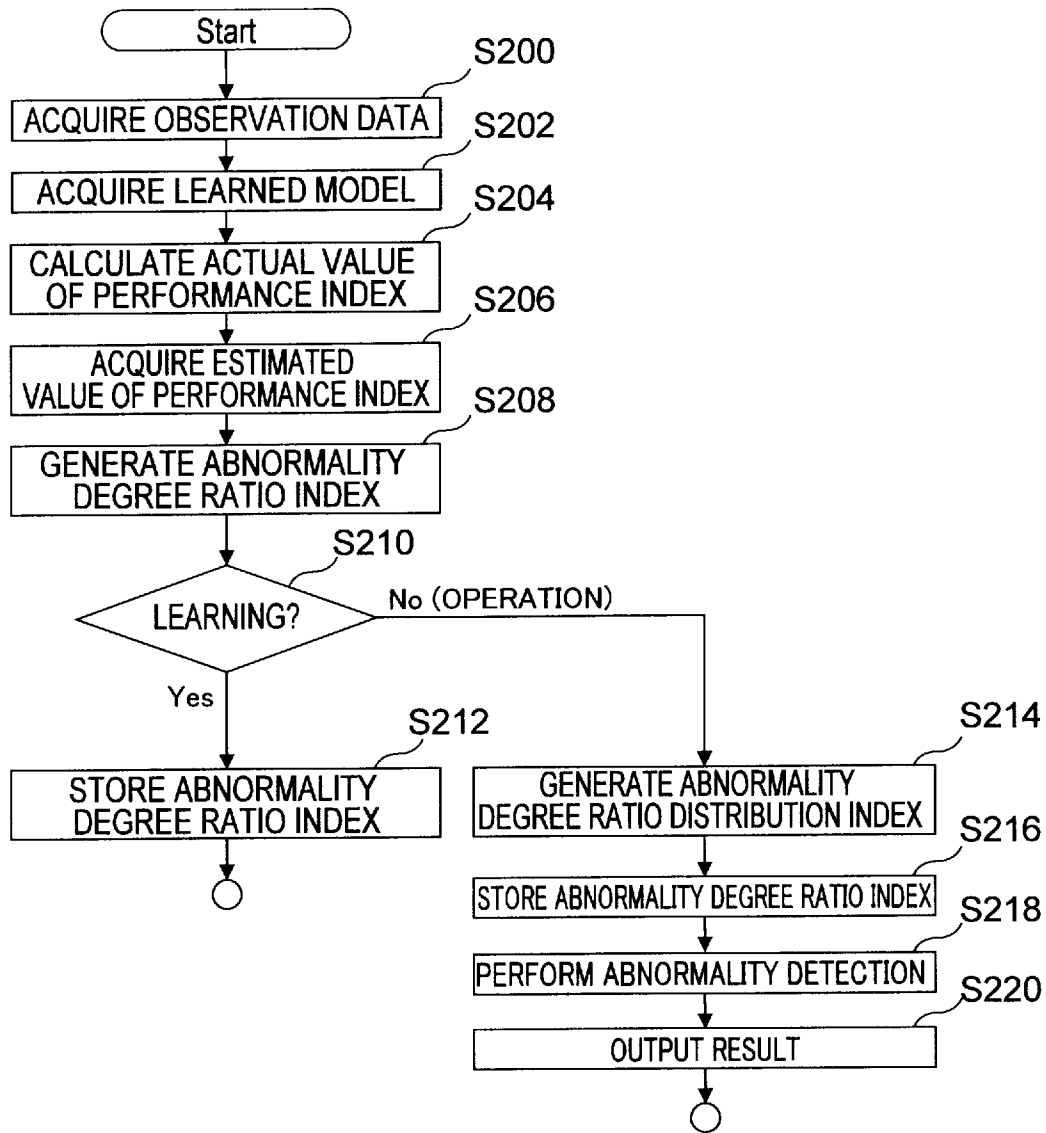 Start
S200
ACQUIRE OBSERVATION DATA
S202
ACQUIRE LEARNED MODEL
S204
CALCULATE ACTUAL VALUE
OF PERFORMANCE INDEX
S206
ACQUIRE ESTIMATED
VALUE OF PERFORMANCE INDEX
S208
GENERATE ABNORMALITY
DEGREE RATIO INDEX
S210
LEARNING?
No (OPERATION)
Yes
S212
STORE ABNORMALITY
DEGREE RATIO INDEX
S214
GENERATE ABNORMALITY
DEGREE RATIO DISTRIBUTION INDEX
S216
STORE ABNORMALITY DEGREE RATIO INDEX
S218
PERFORM ABNORMALITY DETECTION
S220
OUTPUT RESULT